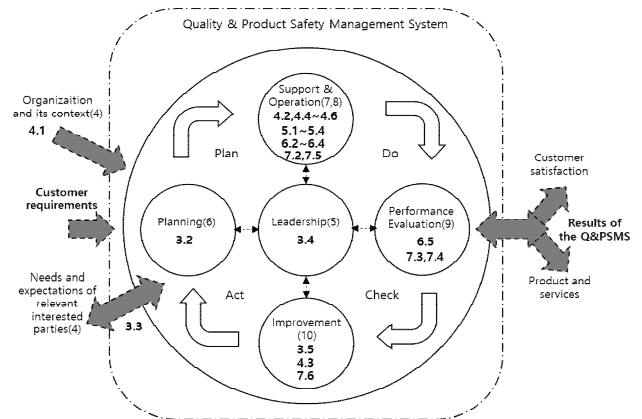 Quality & Product Safety Management System
Support &
Operation(7,8)
4.2,4.4~4.6
5.1~5.4
6.2~6.4
7.2,7.5
Organizaition
and its context(4)
4.1
Plan
Do
Customer
satisfaction
Customer
requirements
Planning(6)
3.2
Leadership(5)
3.4
Performance
Evaluation(9)
6.5
7.3,7.4
Results of
the Q&PSMS
Needs and
expectations of
relevant
interested
parties(4)
3.3
Act
Check
Product and
services
Improvement
(10)
3.5
4.3
7.6